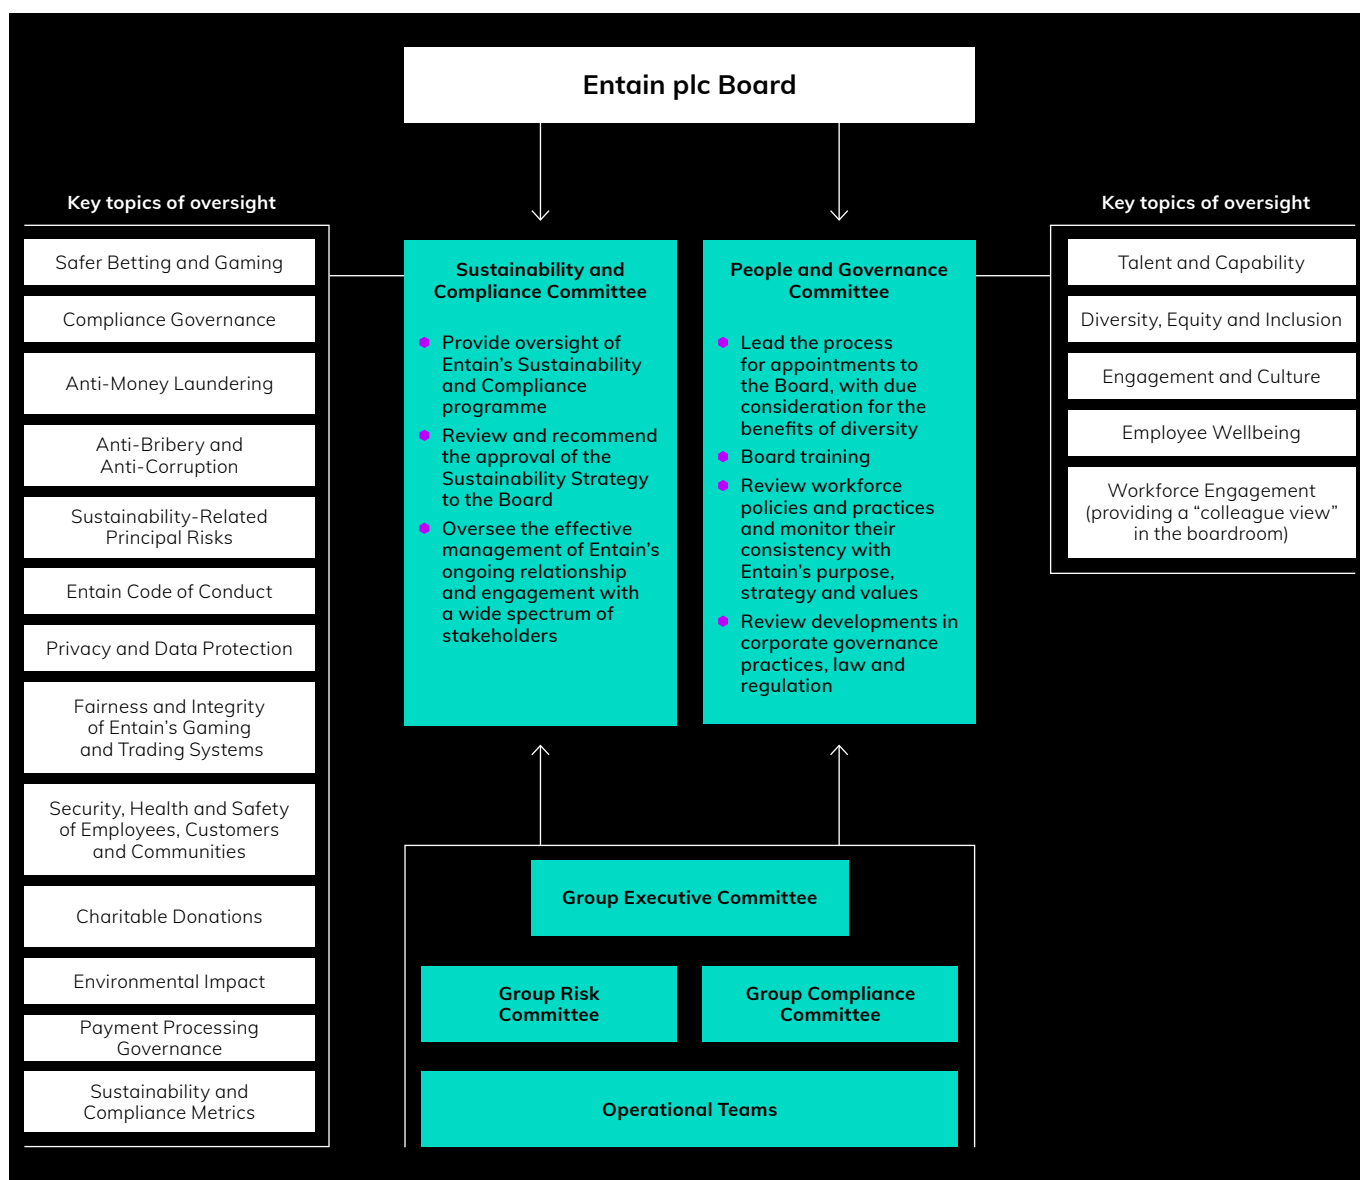 Entain plc Board
Key topics of oversight
Safer Betting and Gaming
Compliance Governance
Anti-Money Laundering
Anti-Bribery and
Anti-Corruption
Sustainability-Related
Principal Risks
Entain Code of Conduct
Privacy and Data Protection
Fairness and Integrity
of Entain’s Gaming
and Trading Systems
Security, Health and Safety
of Employees, Customers
and Communities
Charitable Donations
Environmental Impact
Payment Processing
Governance
Sustainability and
Compliance Metrics
Sustainability and
Compliance Committee
Provide oversight of
Entain’s Sustainability
and Compliance
programme
Review and recommend
the approval of the
Sustainability Strategy
to the Board
Oversee the effective
management of Entain’s
ongoing relationship
and engagement with
a wide spectrum of
stakeholders
People and Governance
Committee
Lead the process
for appointments to
the Board, with due
consideration for the
benefits of diversity
Board training
Review workforce
policies and practices
and monitor their
consistency with
Entain’s purpose,
strategy and values
Review developments in
corporate governance
practices, law and
regulation
Key topics of oversight
Talent and Capability
Diversity, Equity and Inclusion
Engagement and Culture
Employee Wellbeing
Workforce Engagement
(providing a “colleague view”
in the boardroom)
Group Executive Committee
Group Risk
Committee
Group Compliance
Committee
Operational Teams